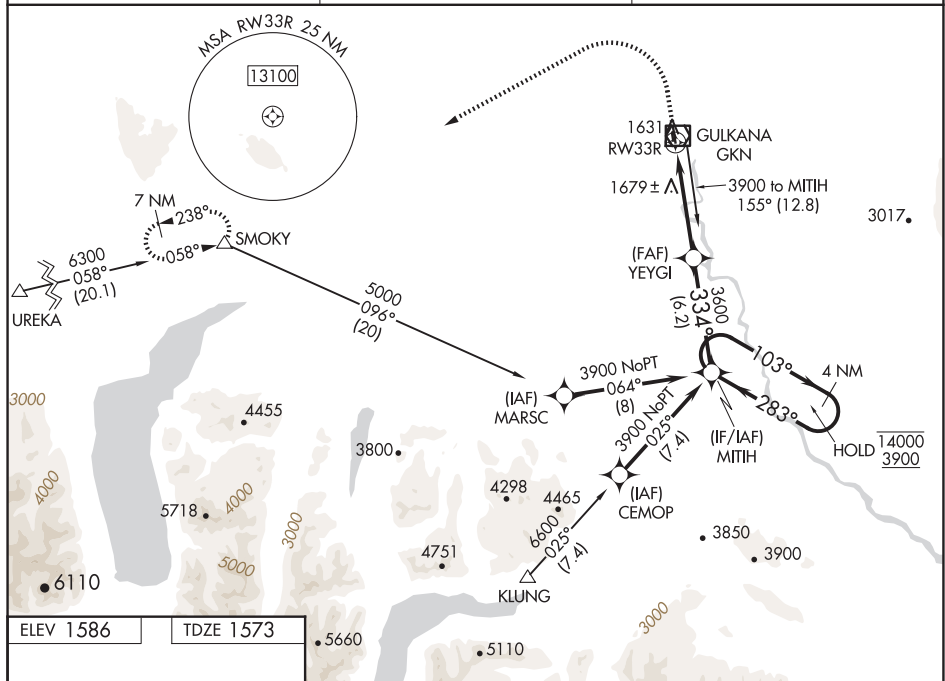 MSA RW33R 25 NM
13100
1631
RW33R
GULKANA
GKN
1679 ±
3900 to MITIH
155° (12.8)
3017
7 NM
238°
058°
SMOKY
6300
058°
(20.1)
UREKA
(FAF)
YEYGI
3600
334°
(6.2)
5000
096°
(20)
103°
4 NM
283°
3900 NoPT
064°
(8)
(IAF)
MARSC
3900 NoPT
025°
(7.4)
(IF/IAF)
MITIH
HOLD
14000
3900
3000
4455
3800
4000
5718
4000
3000
4298
4465
(IAF)
CEMOP
6600
025°
(7.4)
3850
3900
5000
4751
6110
KLUNG
3000
ELEV 1586
TDZE 1573
5660
5110